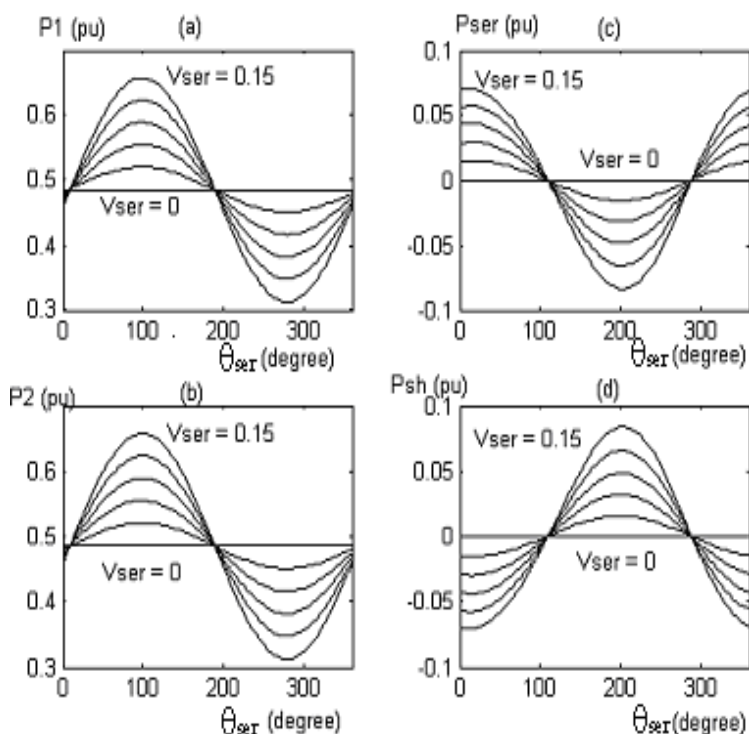 P1 (pu)
(a)
Vser = 0.15
0.6
0.5
Vser = 0
0.4
0.3
0
100
200
300
θser (degree)
Pser (pu)
(c)
0.1
Vser = 0.15
0.05
Vser = 0
0
-0.05
-0.1
0
100
200
300
θser (degree)
P2 (pu)
(b)
Vser = 0.15
0.6
0.5
Vser = 0
0.4
0.3
0
100
200
300
θser (degree)
Psh (pu)
(d)
0.1
Vser = 0.15
0.05
0
Vser = 0
-0.05
-0.1
0
100
200
300
θser (degree)